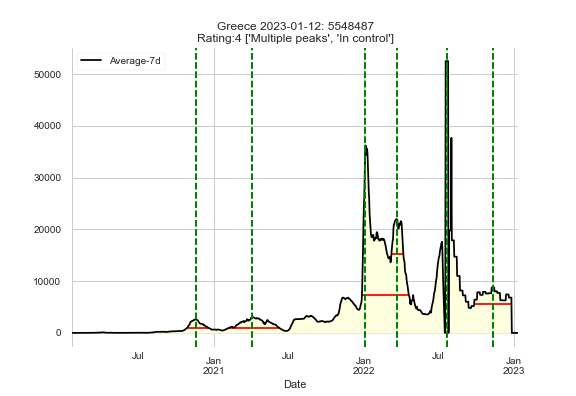 Greece 2023-01-12: 5548487
Rating:4 ['Multiple peaks', 'In control']
Average-7d
50000
40000
30000
20000
10000
0
Jul
Jan
2021
Jul
Jan
2022
Jul
Jan
2023
Date